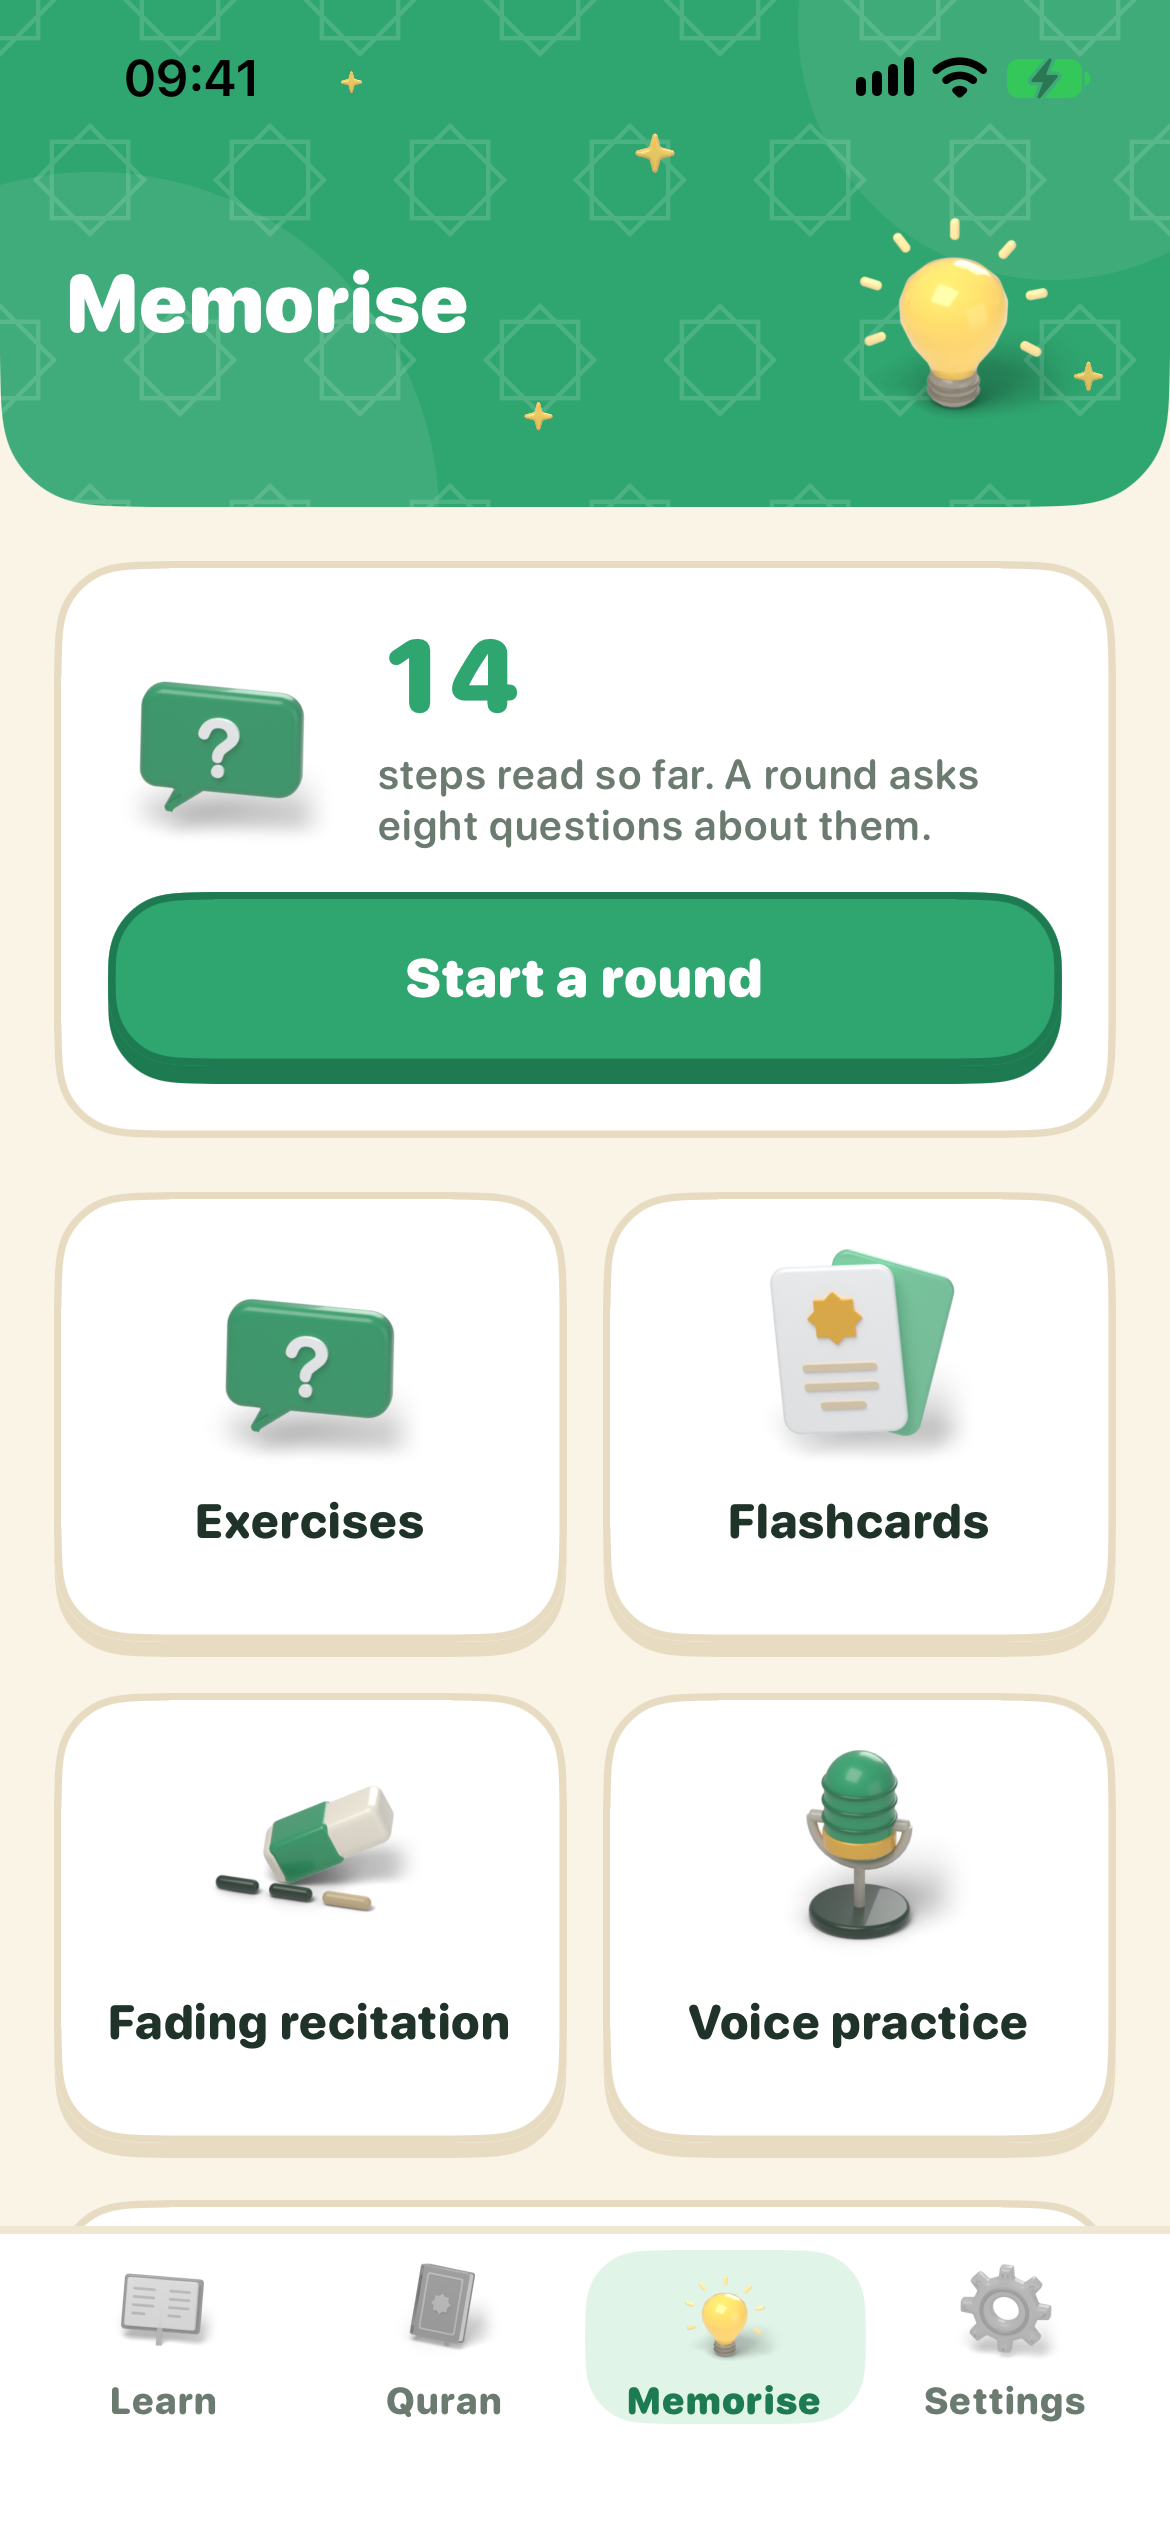 09:41
Memorise
14
steps read so far. A round asks
eight questions about them.
Start a round
?
?
Exercises
Flashcards
Fading recitation
Voice practice
Learn
Quran
Memorise
Settings